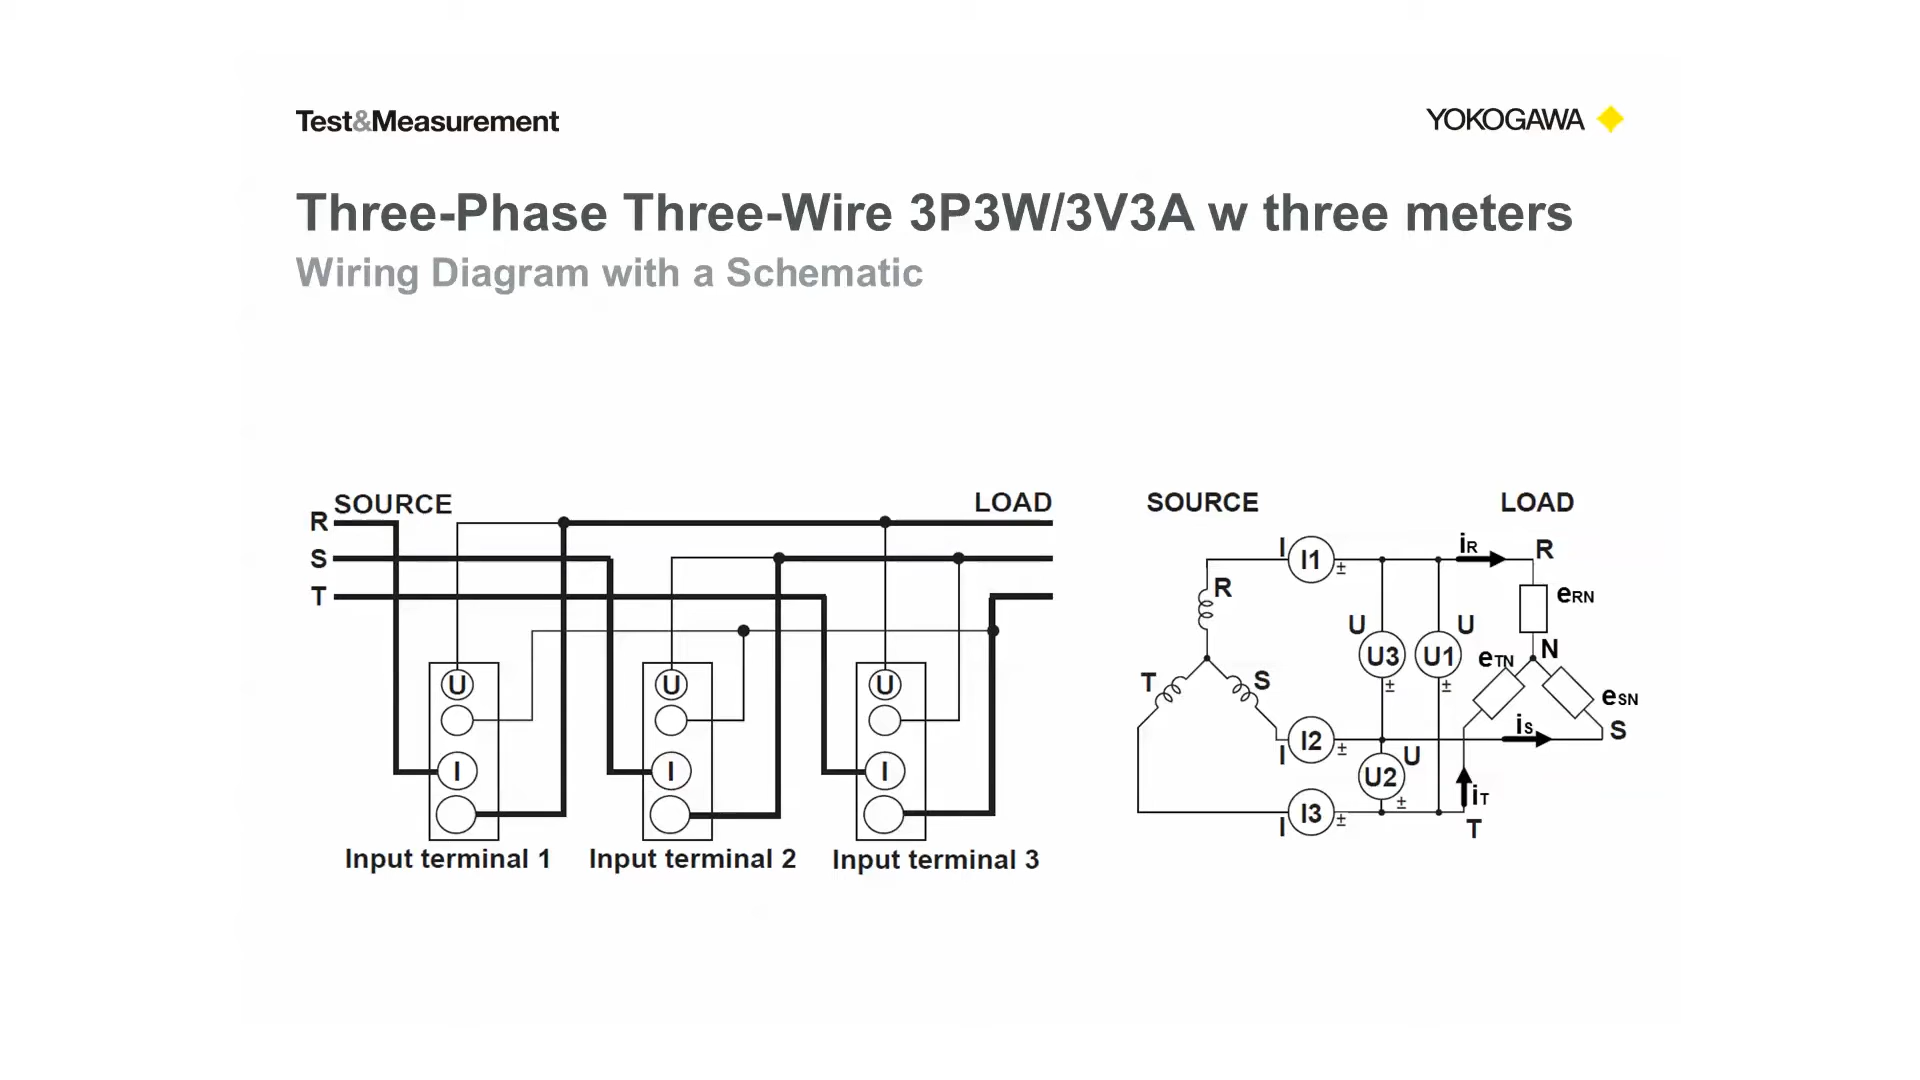 Test&Measurement
YOKOGAWA
Three-Phase Three-Wire 3P3W/3V3A w three meters
Wiring Diagram with a Schematic
SOURCE
LOAD
R
S
T
U
U
U
I
I
I
Input terminal 1
Input terminal 2
Input terminal 3
SOURCE
LOAD
I
I1
±
iR
R
R
eRN
U
U
U3
U1
±
±
eTN
N
T
S
eSN
iS
S
I
I2
±
U
U2
±
iT
I
I3
±
T